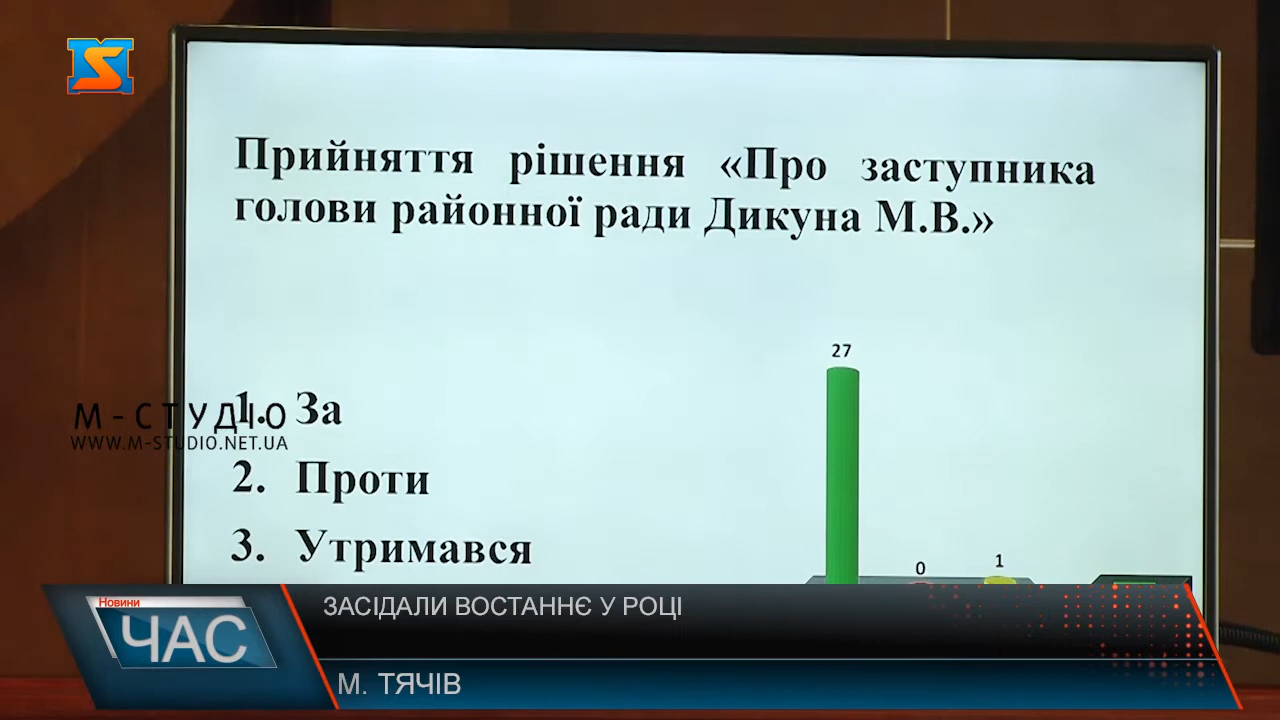 Прийняття рішення «Про заступника
голови районної ради Дикуна М.В.»
27
1. За
М-СТУДІО
WWW.M-STUDIO.NET.UA
2. Проти
3. Утримався
0
1
Новини
ЧАС
ЗАСІДАЛИ ВОСТАННЄ У РОЦІ
М. ТЯЧІВ